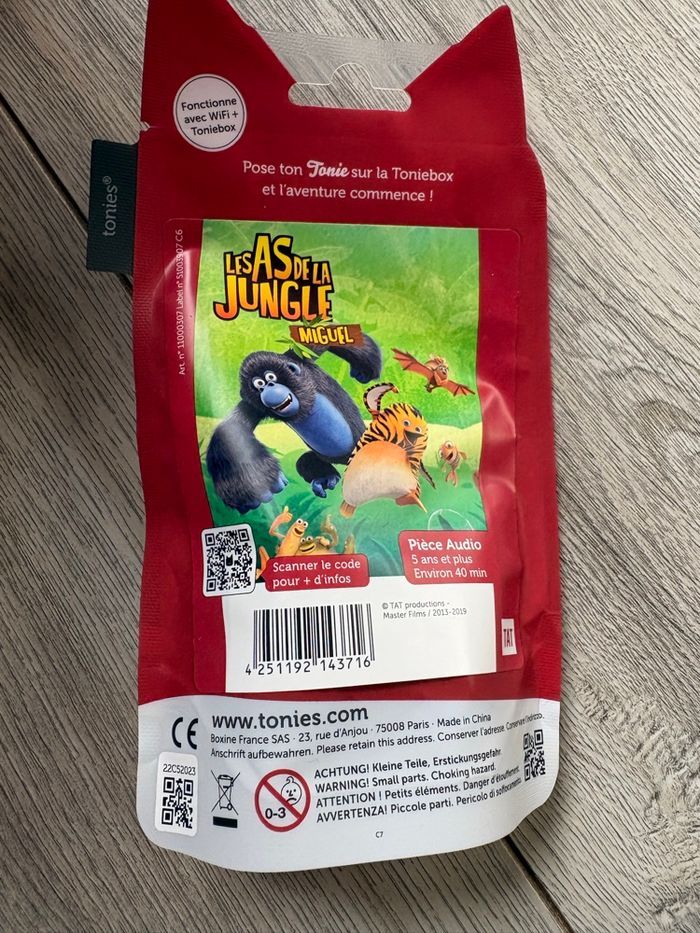 Fonctionne
avec WiFi +
Toniebox
tonies®
Pose ton Tonie sur la Toniebox
et l'aventure commence !
Art. n° 11000307 Label n° 51003907 C6
LES AS DE LA
JUNGLE
MIGUEL
Scanner le code
pour + d'infos
Pièce Audio
5 ans et plus
Environ 40 min
© TAT productions -
Master Films / 2013-2019
4 251192 143716
TAT
CE www.tonies.com
Boxine France SAS · 23, rue d'Anjou · 75008 Paris · Made in China
Anschrift aufbewahren. Please retain this address. Conserver l'adresse.
22C52023
0-3
ACHTUNG! Kleine Teile, Erstickungsgefahr.
WARNING! Small parts. Choking hazard.
ATTENTION ! Petits éléments. Danger d'étouffement.
AVVERTENZA! Piccole parti. Pericolo di soffocamento.
C7